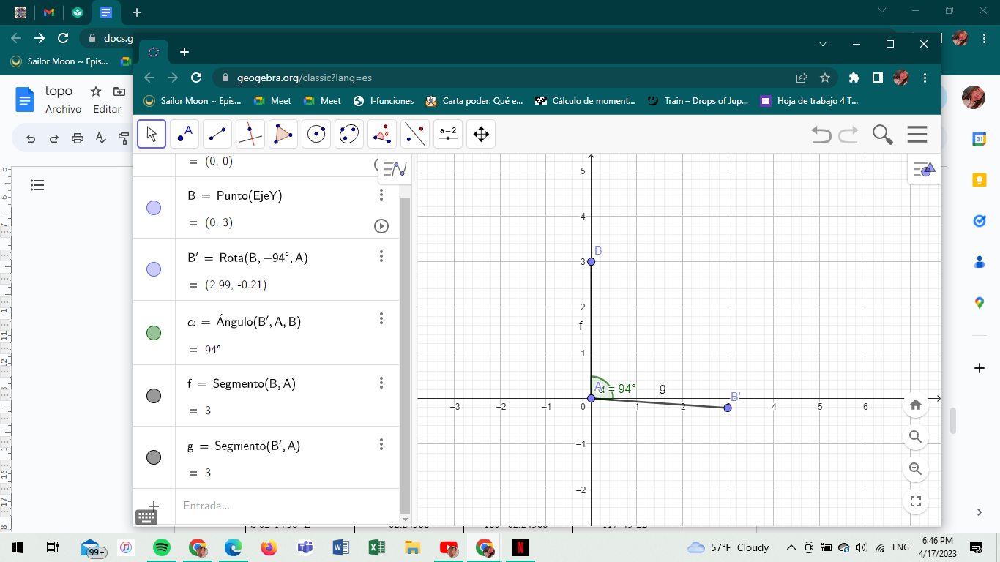 docs.g
Sailor Moon ~ Epis...
topo
Archivo Editar
geogebra.org/classic?lang=es
Sailor Moon ~ Epis... Meet Meet I-funciones Carta poder: Qué e... Cálculo de moment... Train – Drops of Jup... Hoja de trabajo 4 T...
A a=2
= (0, 0)
B = Punto(EjeY)
= (0, 3)
B′ = Rota(B, −94°, A)
= (2.99, -0.21)
α = Ángulo(B′, A, B)
= 94°
f = Segmento(B, A)
= 3
g = Segmento(B′, A)
= 3
Entrada...
5
4
B
3
2
f
1
A α = 94° g
B'
−3 −2 −1 0 1 2 4 5 6
−1
−2
31
99+
57°F Cloudy
ENG
6:46 PM
4/17/2023